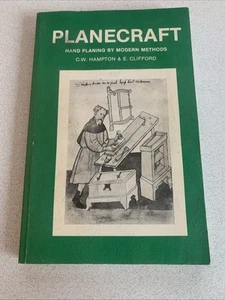 PLANECRAFT
HAND PLANING BY MODERN METHODS
C.W. HAMPTON & E. CLIFFORD